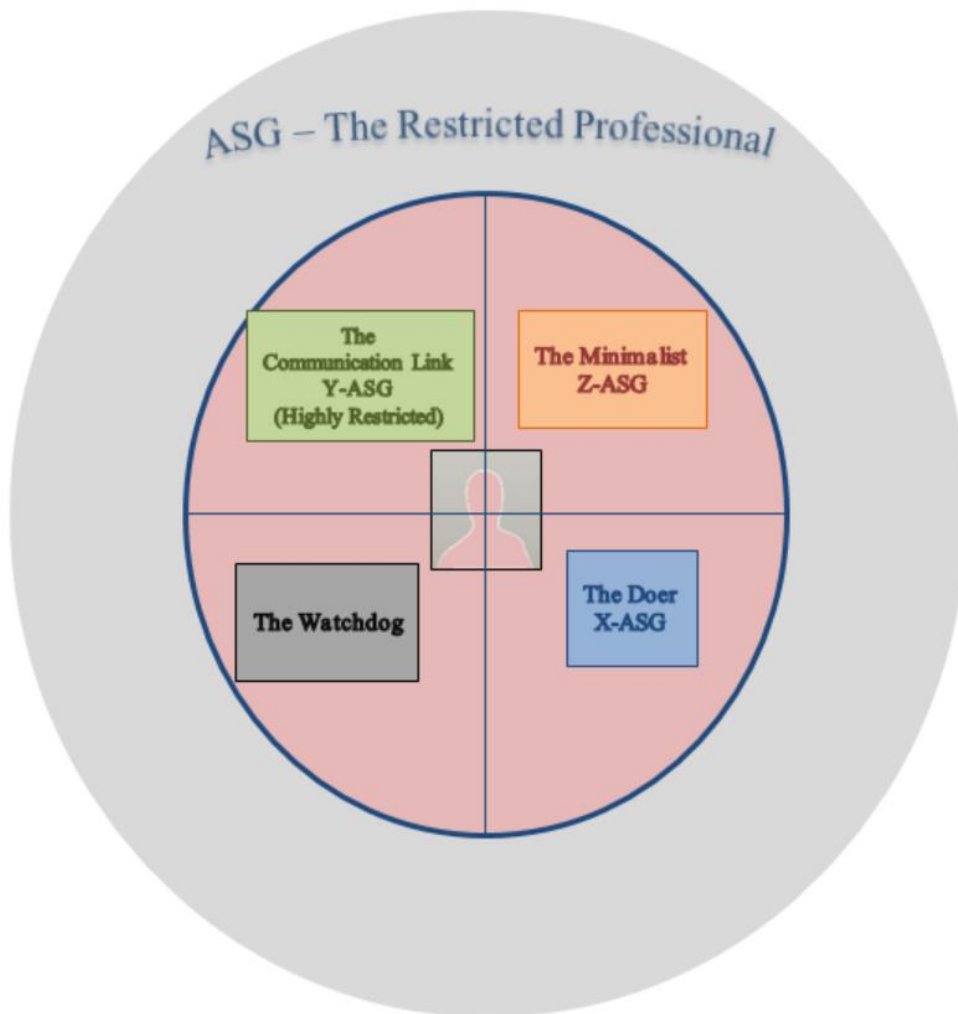 ASG – The Restricted Professional
The
Communication Link
Y-ASG
(Highly Restricted)
The Minimalist
Z-ASG
The Watchdog
The Doer
X-ASG